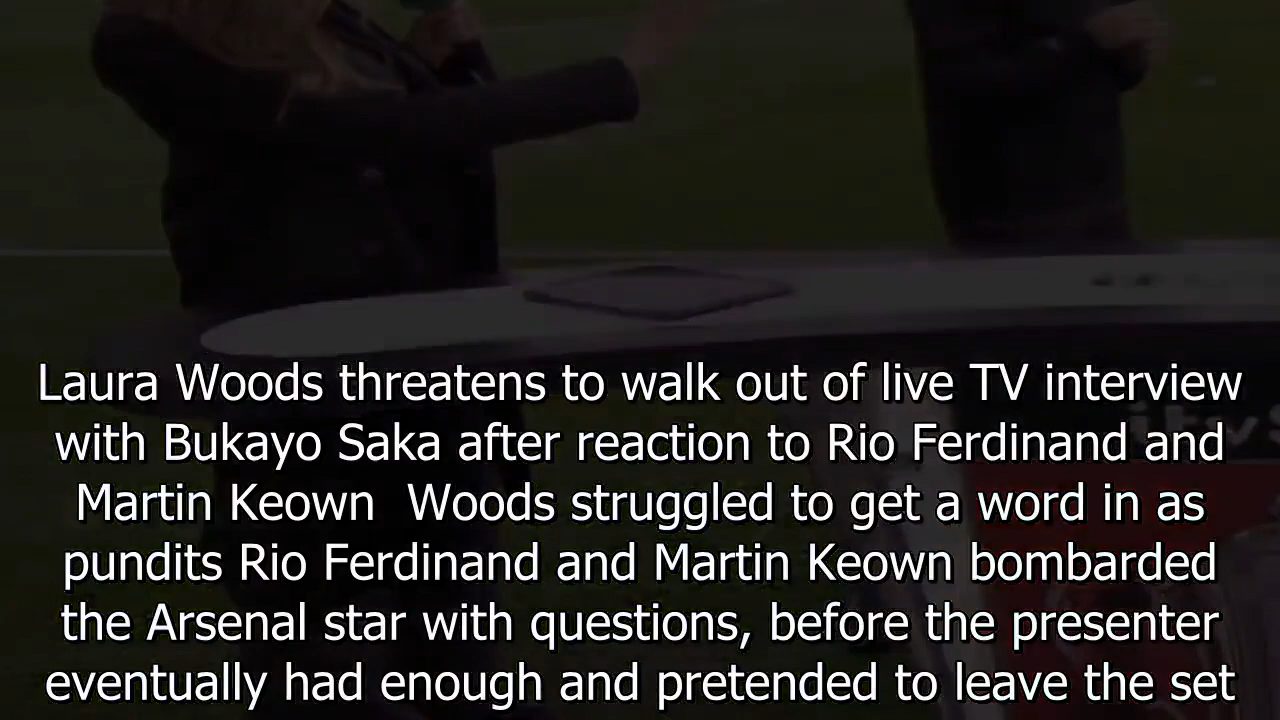 Laura Woods threatens to walk out of live TV interview
with Bukayo Saka after reaction to Rio Ferdinand and
Martin Keown  Woods struggled to get a word in as
pundits Rio Ferdinand and Martin Keown bombarded
the Arsenal star with questions, before the presenter
eventually had enough and pretended to leave the set